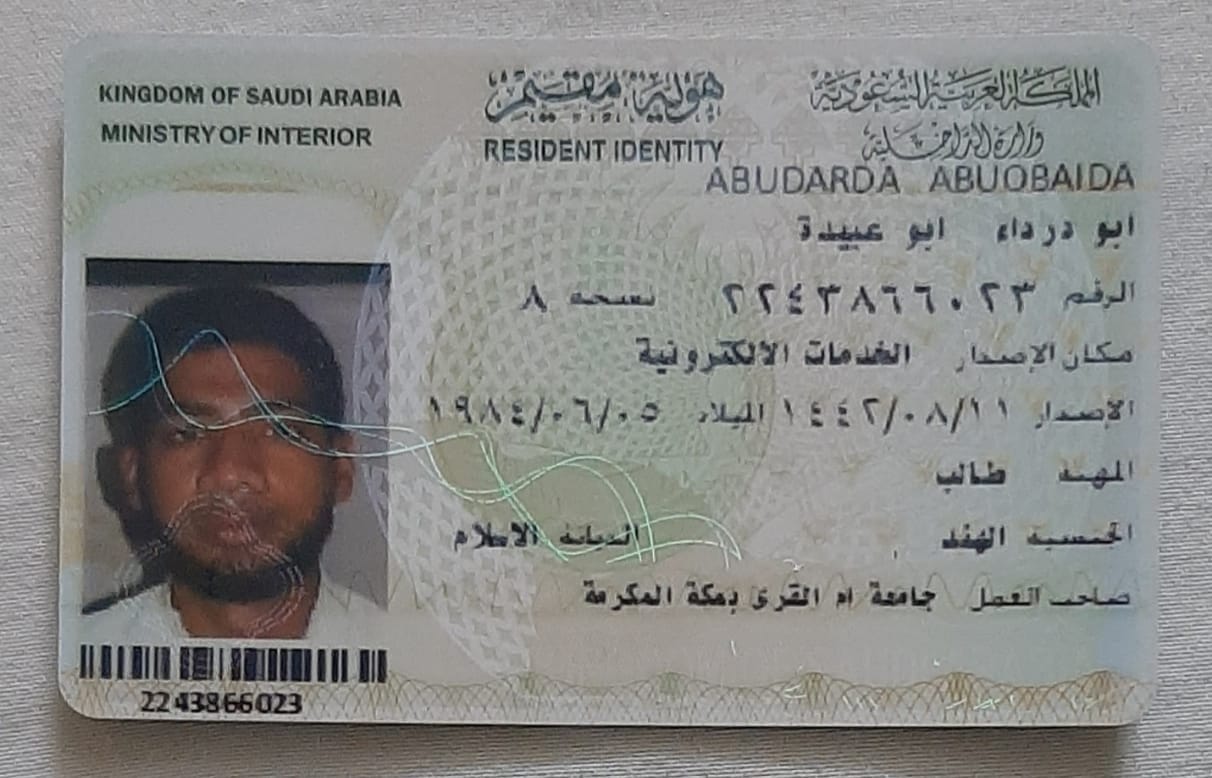 المملكة العربية السعودية
وزارة الداخلية
هوية مقيم
RESIDENT IDENTITY
KINGDOM OF SAUDI ARABIA
MINISTRY OF INTERIOR
ABUDARDA ABUOBAIDA
ابو درداء ابو عبيدة
الرقم ٢٢٤٣٨٦٦٠٢٣ نسخة ٨
مكان الإصدار الخدمات الالكترونية
الإصدار ١٤٤٢/٠٨/١١ الميلاد ١٩٨٤/٠٦/٠٥
المهنة طالب
الجنسية الهند الديانة الاسلام
صاحب العمل جامعة ام القرى بمكة المكرمة
2243866023